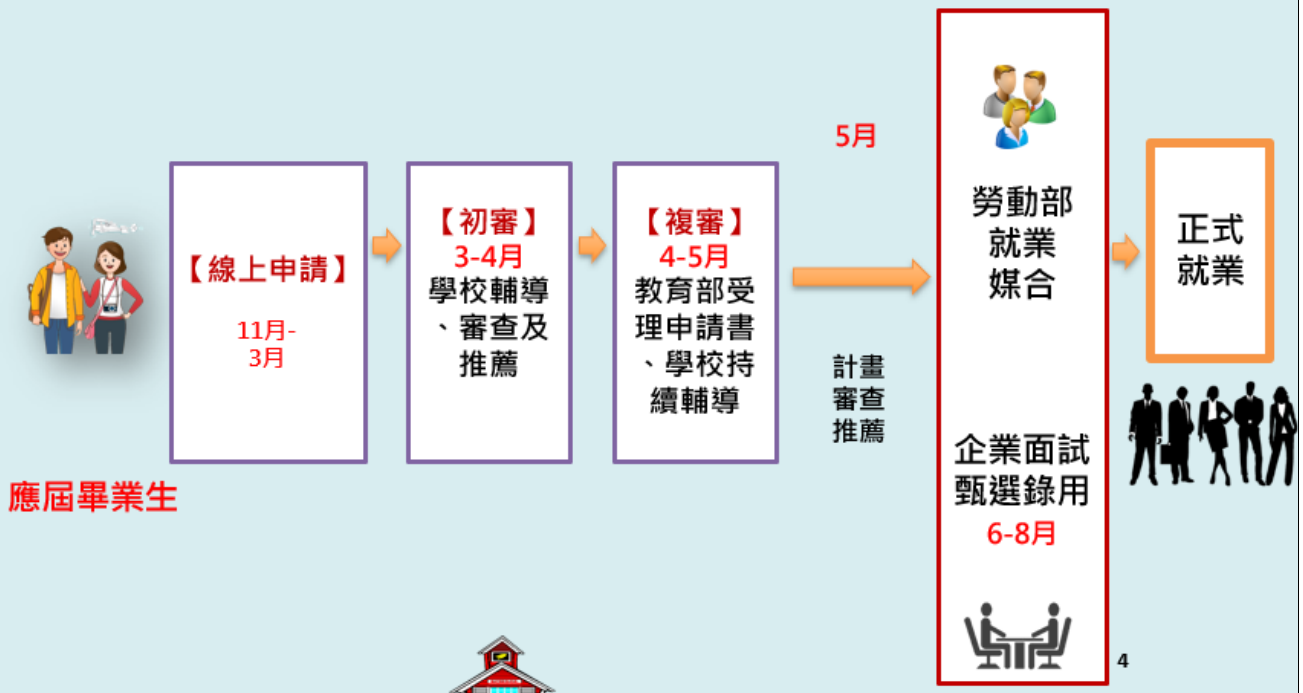 應屆畢業生
【線上申請】
11月-
3月
【初審】
3-4月
學校輔導
、審查及
推薦
【複審】
4-5月
教育部受
理申請書
、學校持
續輔導
5月
計畫
審查
推薦
勞動部
就業
媒合
企業面試
甄選錄用
6-8月
正式
就業
4